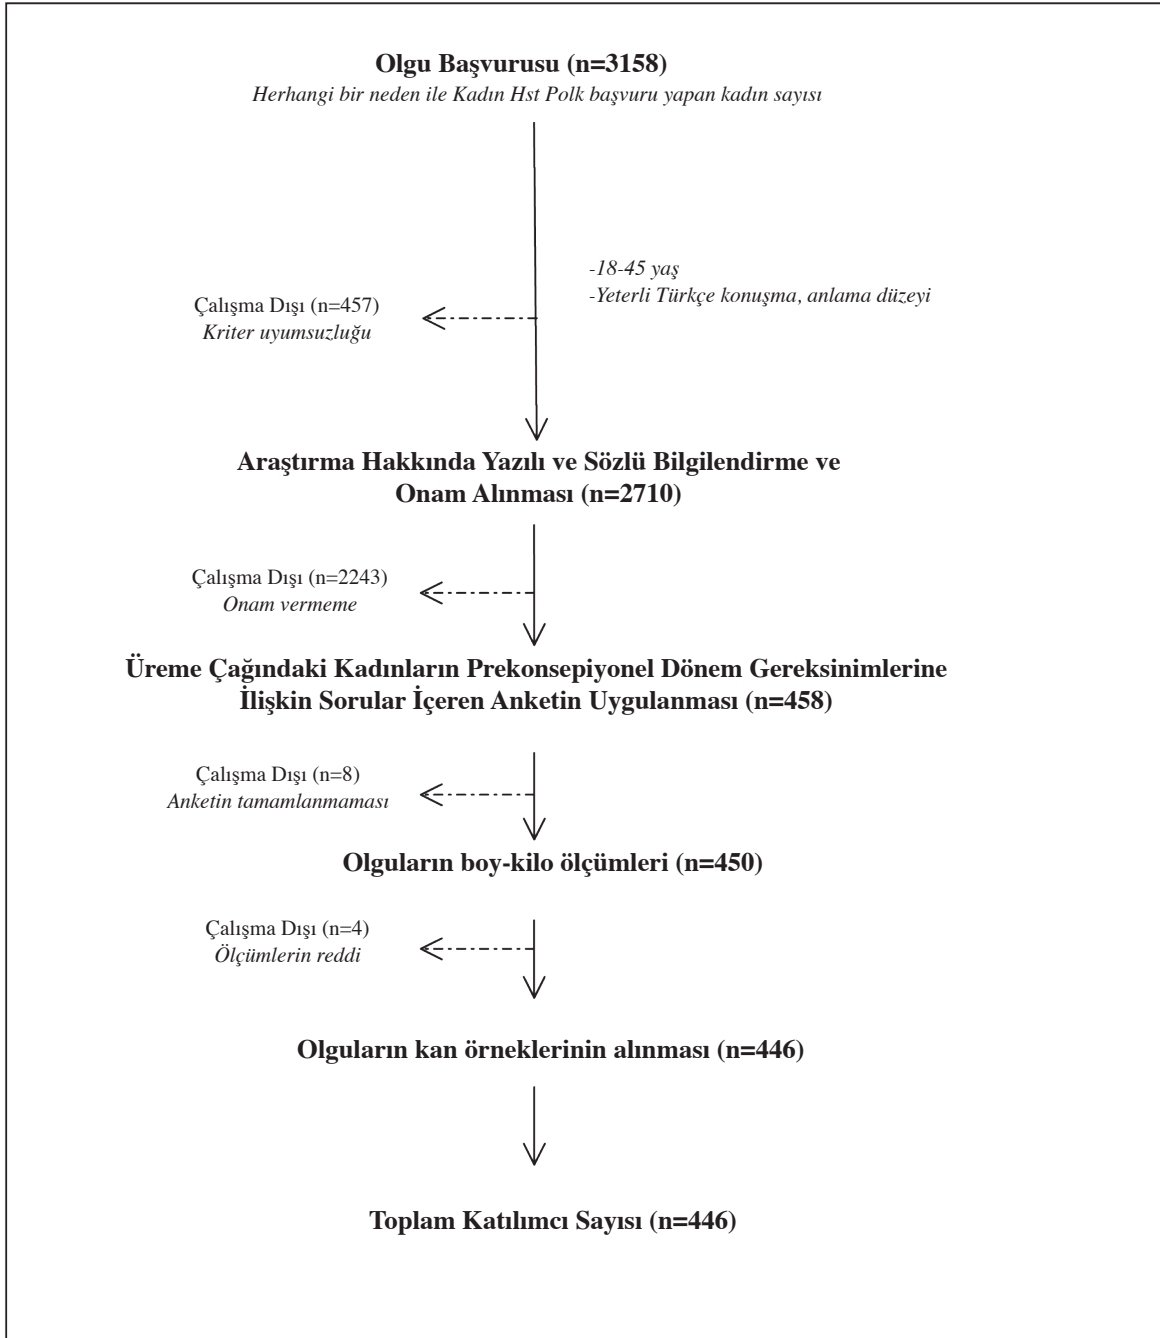 Olgu Başvurusu (n=3158)
Herhangi bir neden ile Kadın Hst Polk başvuru yapan kadın sayısı
-18-45 yaş
-Yeterli Türkçe konuşma, anlama düzeyi
Çalışma Dışı (n=457)
Kriter uyumsuzluğu
Araştırma Hakkında Yazılı ve Sözlü Bilgilendirme ve
Onam Alınması (n=2710)
Çalışma Dışı (n=2243)
Onam vermeme
Üreme Çağındaki Kadınların Prekonsepiyonel Dönem Gereksinimlerine
İlişkin Sorular İçeren Anketin Uygulanması (n=458)
Çalışma Dışı (n=8)
Anketin tamamlanmaması
Olguların boy-kilo ölçümleri (n=450)
Çalışma Dışı (n=4)
Ölçümlerin reddi
Olguların kan örneklerinin alınması (n=446)
Toplam Katılımcı Sayısı (n=446)